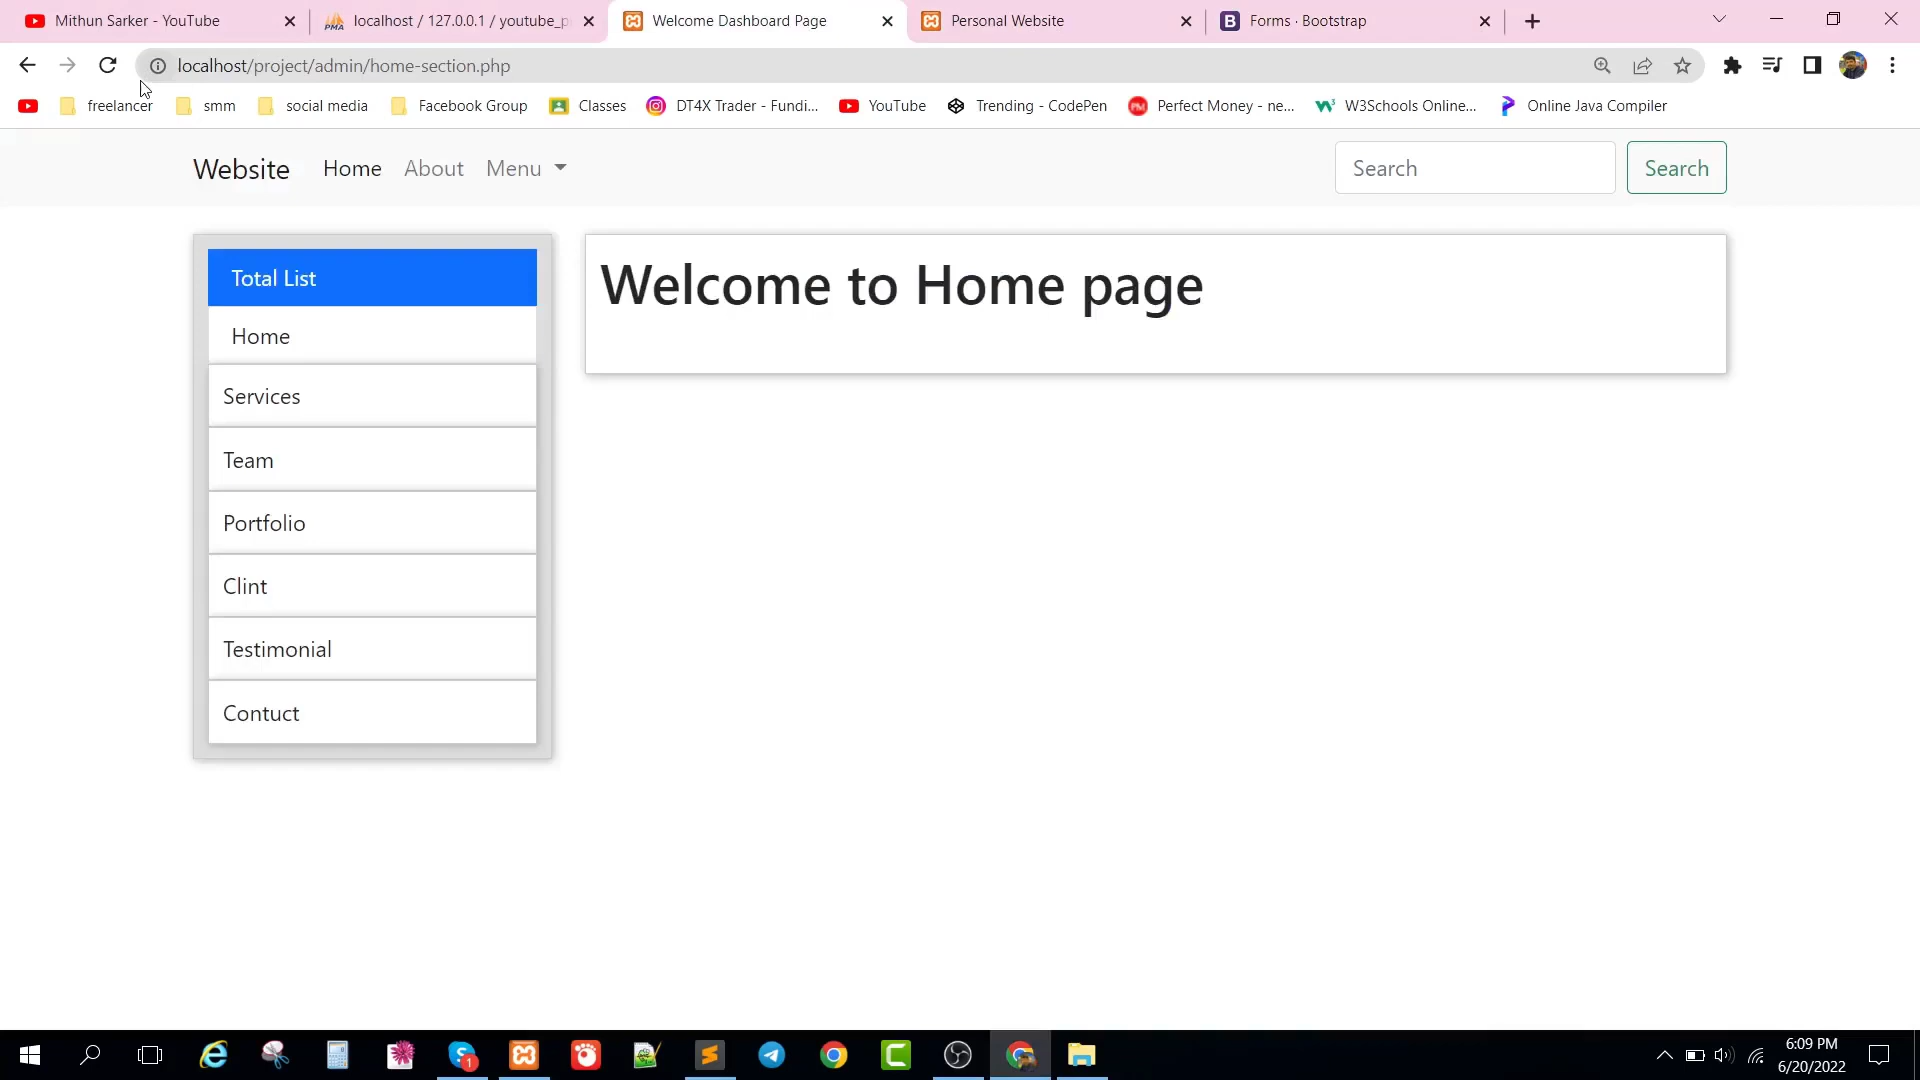 Mithun Sarker - YouTube
localhost / 127.0.0.1 / youtube_p
Welcome Dashboard Page
Personal Website
Forms · Bootstrap
localhost/project/admin/home-section.php
freelancer
smm
social media
Facebook Group
Classes
DT4X Trader - Fundi...
YouTube
Trending - CodePen
Perfect Money - ne...
W3Schools Online...
Online Java Compiler
Website
Home
About
Menu
Search
Search
Total List
Home
Services
Team
Portfolio
Clint
Testimonial
Contuct
Welcome to Home page
6:09 PM
6/20/2022